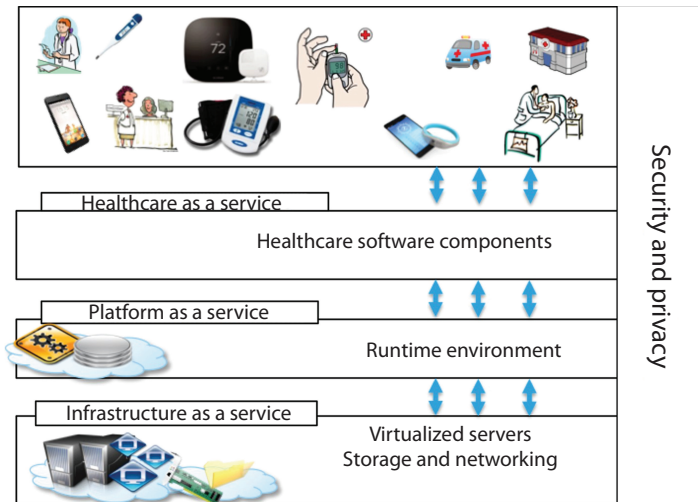 72
98
Healthcare as a service
Healthcare software components
Platform as a service
Runtime environment
Infrastructure as a service
Virtualized servers
Storage and networking
Security and privacy